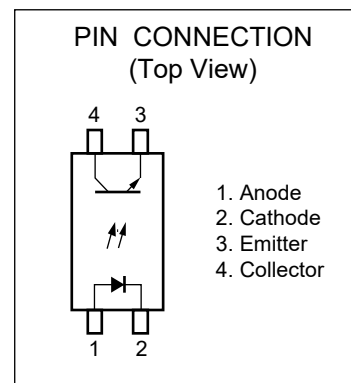 PIN CONNECTION
(Top View)
4 3
1. Anode
2. Cathode
3. Emitter
4. Collector
1 2